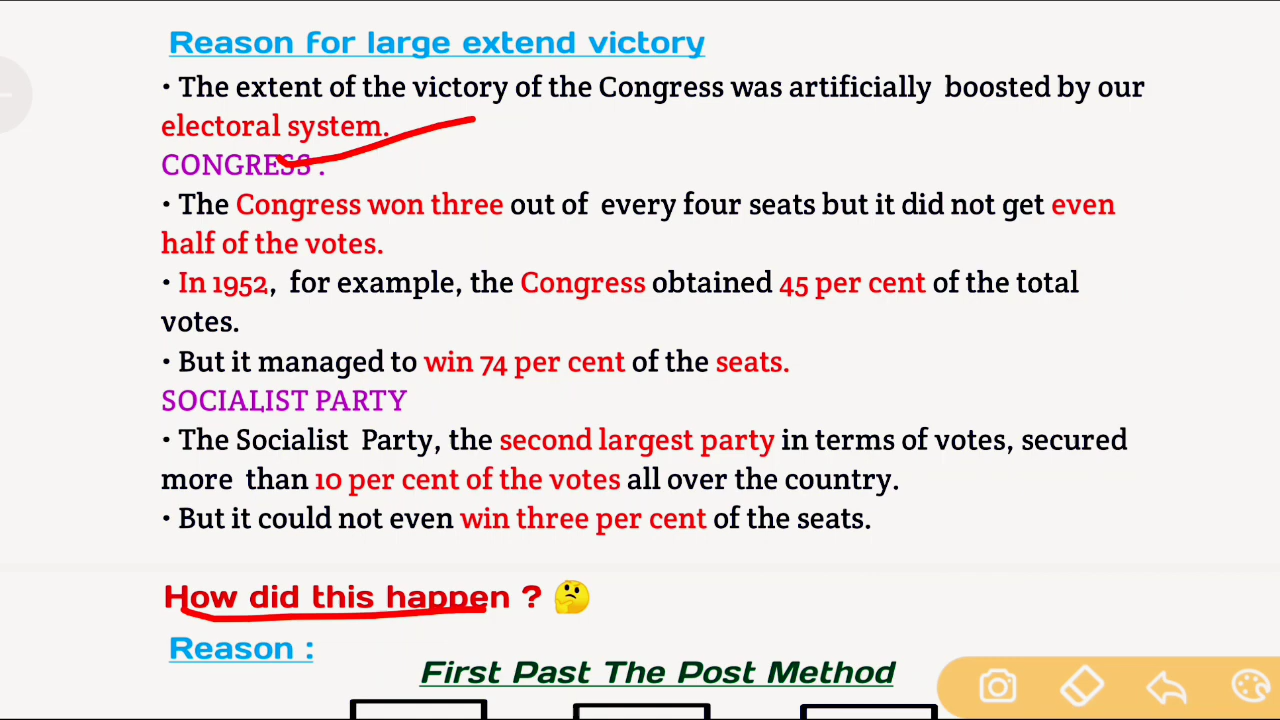 Reason for large extend victory
• The extent of the victory of the Congress was artificially boosted by our
electoral system.
CONGRESS :
• The Congress won three out of every four seats but it did not get even
half of the votes.
• In 1952, for example, the Congress obtained 45 per cent of the total
votes.
• But it managed to win 74 per cent of the seats.
SOCIALIST PARTY
• The Socialist Party, the second largest party in terms of votes, secured
more than 10 per cent of the votes all over the country.
• But it could not even win three per cent of the seats.
How did this happen ? 🤔
Reason :
First Past The Post Method